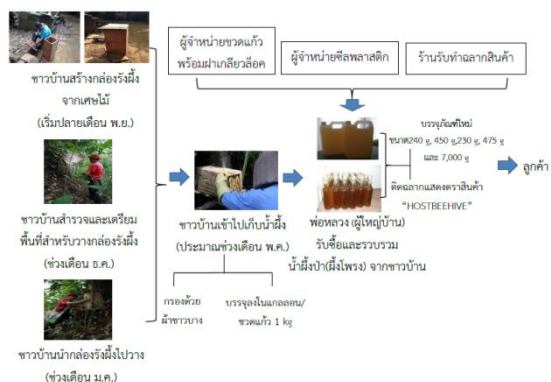 ผู้จำหน่ายขวดแก้ว
พร้อมฝาเกลียวล็อค
ผู้จำหน่ายซีลพลาสติก
ร้านรับทำฉลากสินค้า
ชาวบ้านสร้างกล่องรังผึ้ง
จากเศษไม้
(เริ่มปลายเดือน พ.ย.)
ชาวบ้านสำรวจและเตรียม
พื้นที่สำหรับวางกล่องรังผึ้ง
(ช่วงเดือน ธ.ค.)
ชาวบ้านนำกล่องรังผึ้งไปวาง
(ช่วงเดือน ม.ค.)
ชาวบ้านเข้าไปเก็บน้ำผึ้ง
(ประมาณช่วงเดือน พ.ค.)
กรองด้วย
ผ้าขาวบาง
บรรจุลงในแกลลอน/
ขวดแก้ว 1 kg
พ่อหลวง (ผู้ใหญ่บ้าน)
รับซื้อและรวบรวม
น้ำผึ้งป่า(ผึ้งโพรง) จากชาวบ้าน
บรรจุภัณฑ์ใหม่
ขนาด240 g, 450 g,230 g, 475 g
และ 7,000 g
ติดฉลากแสดงตราสินค้า
"HOSTBEEHIVE"
ลูกค้า